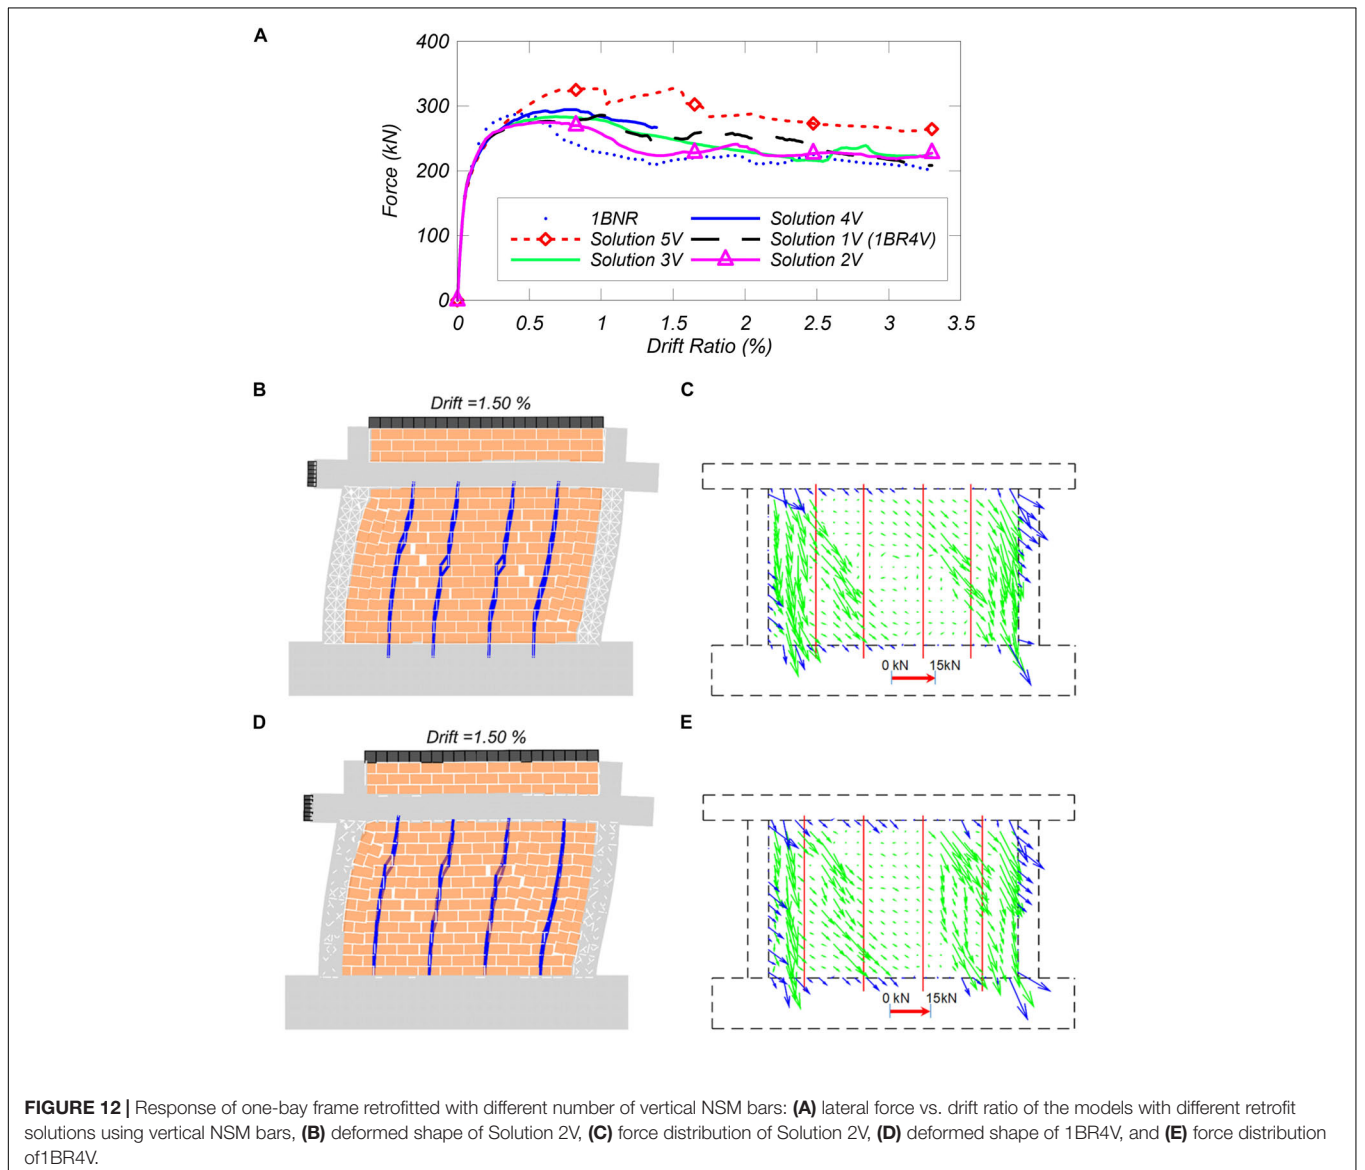 A
400
300
200
100
0
Force (kN)
0 0.5 1 1.5 2 2.5 3 3.5
Drift Ratio (%)
1BNR
Solution 4V
Solution 5V
Solution 1V (1BR4V)
Solution 3V
Solution 2V
B
Drift =1.50 %
C
0 kN 15kN
D
Drift =1.50 %
E
0 kN 15kN
FIGURE 12 | Response of one-bay frame retrofitted with different number of vertical NSM bars: (A) lateral force vs. drift ratio of the models with different retrofit
solutions using vertical NSM bars, (B) deformed shape of Solution 2V, (C) force distribution of Solution 2V, (D) deformed shape of 1BR4V, and (E) force distribution
of1BR4V.